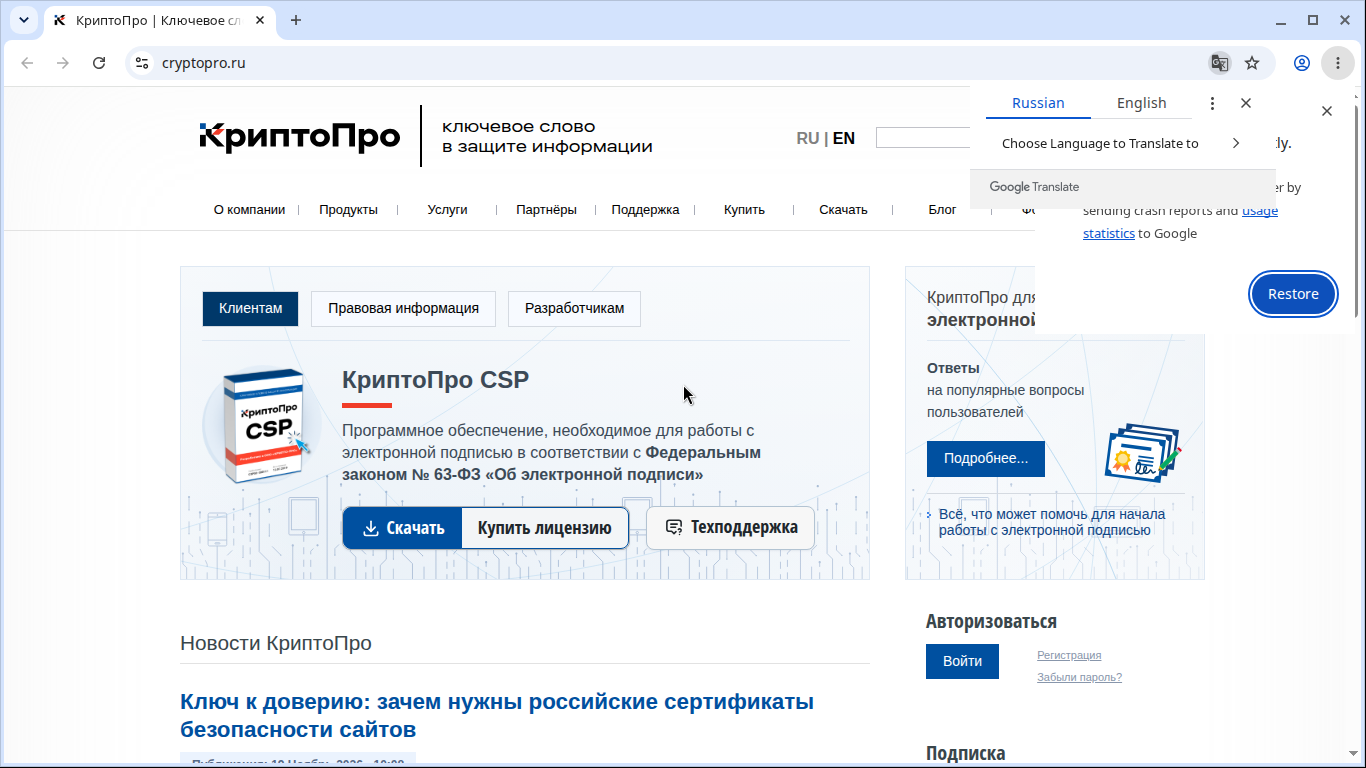 КриптоПро | Ключевое сл
cryptopro.ru
Russian
English
Choose Language to Translate to
Google Translate
tly.
er by
sending crash reports and usage
statistics to Google
Restore
КриптоПро
ключевое слово
в защите информации
RU | EN
О компании
Продукты
Услуги
Партнёры
Поддержка
Купить
Скачать
Блог
Клиентам
Правовая информация
Разработчикам
КриптоПро
CSP
КриптоПро CSP
Программное обеспечение, необходимое для работы с
электронной подписью в соответствии с Федеральным
законом № 63-ФЗ «Об электронной подписи»
Скачать
Купить лицензию
Техподдержка
КриптоПро для
электронной
Ответы
на популярные вопросы
пользователей
Подробнее...
Всё, что может помочь для начала
работы с электронной подписью
Новости КриптоПро
Ключ к доверию: зачем нужны российские сертификаты
безопасности сайтов
Авторизоваться
Войти
Регистрация
Забыли пароль?
Подписка